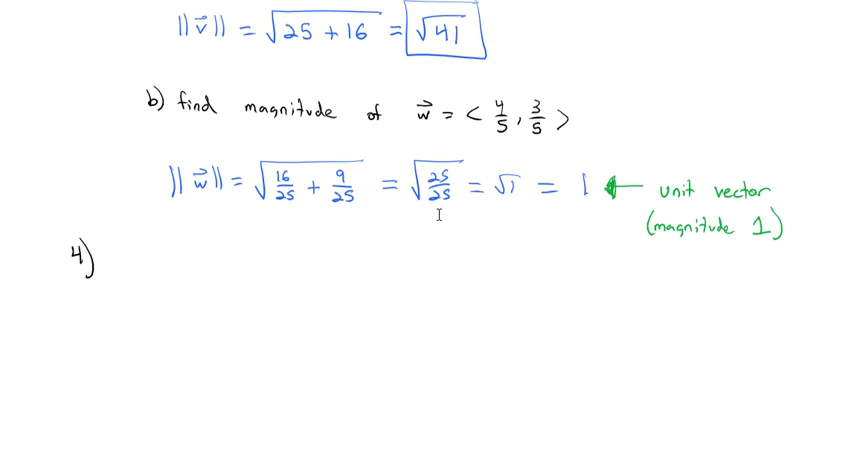 ||v⃗|| = √(25 + 16) = √41
b) find magnitude of w⃗ = < 4/5 , 3/5 >
||w⃗|| = √(16/25 + 9/25) = √(25/25) = √1 = 1 ← unit vector
(magnitude 1)
4)